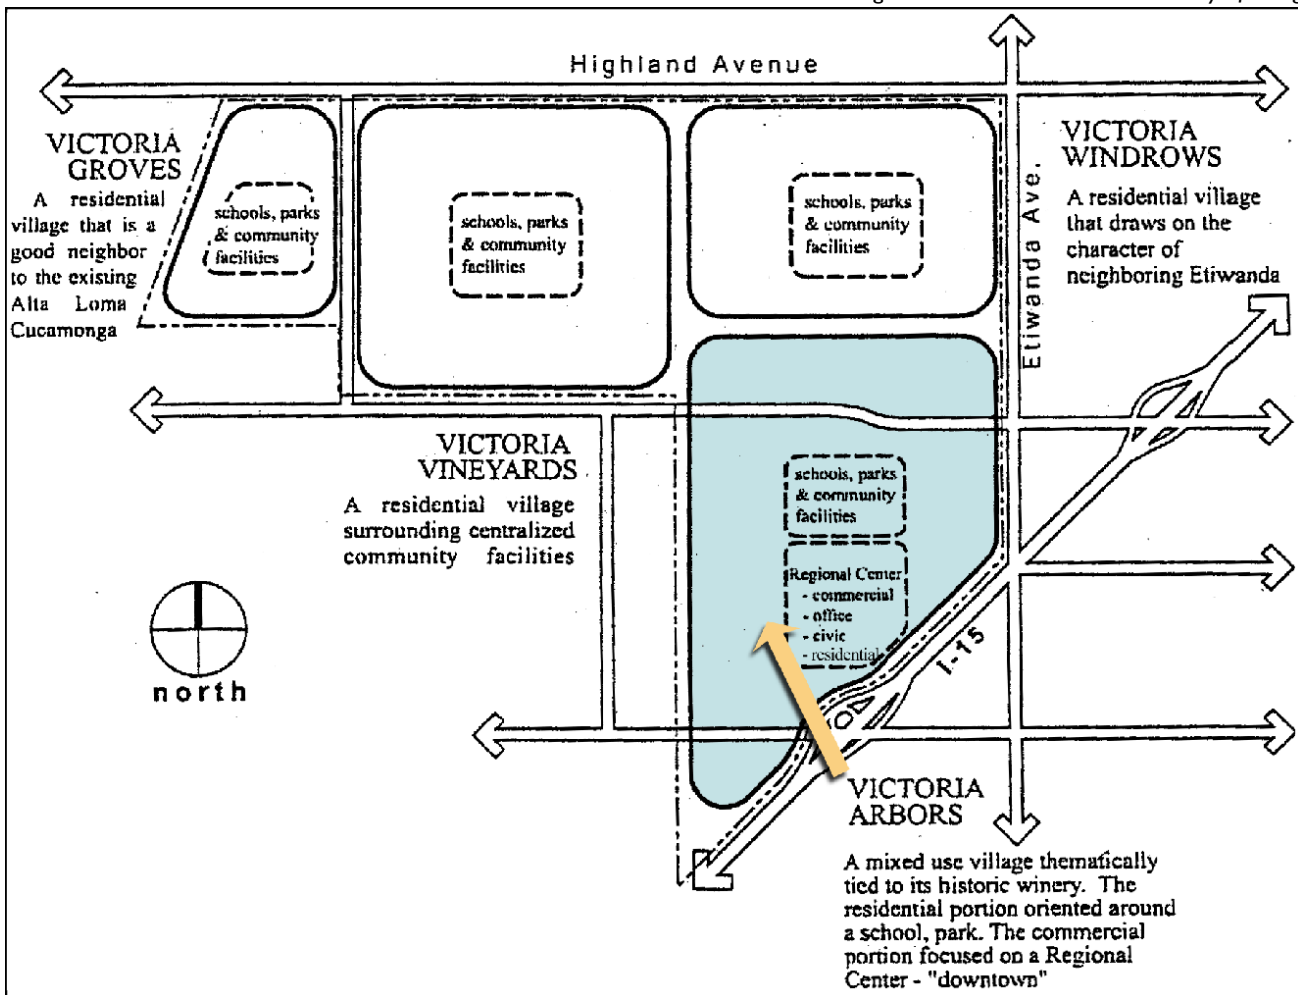 Highland Avenue
VICTORIA
GROVES
A residential
village that is a
good neighbor
to the existing
Alta Loma
Cucamonga
schools, parks
& community
facilities
schools, parks
& community
facilities
schools, parks
& community
facilities
Etiwanda Ave.
VICTORIA
WINDROWS
A residential village
that draws on the
character of
neighboring Etiwanda
VICTORIA
VINEYARDS
A residential village
surrounding centralized
community facilities
schools, parks
& community
facilities
Regional Center
- commercial
- office
- civic
- residential
I-15
north
VICTORIA
ARBORS
A mixed use village thematically
tied to its historic winery. The
residential portion oriented around
a school, park. The commercial
portion focused on a Regional
Center - "downtown"